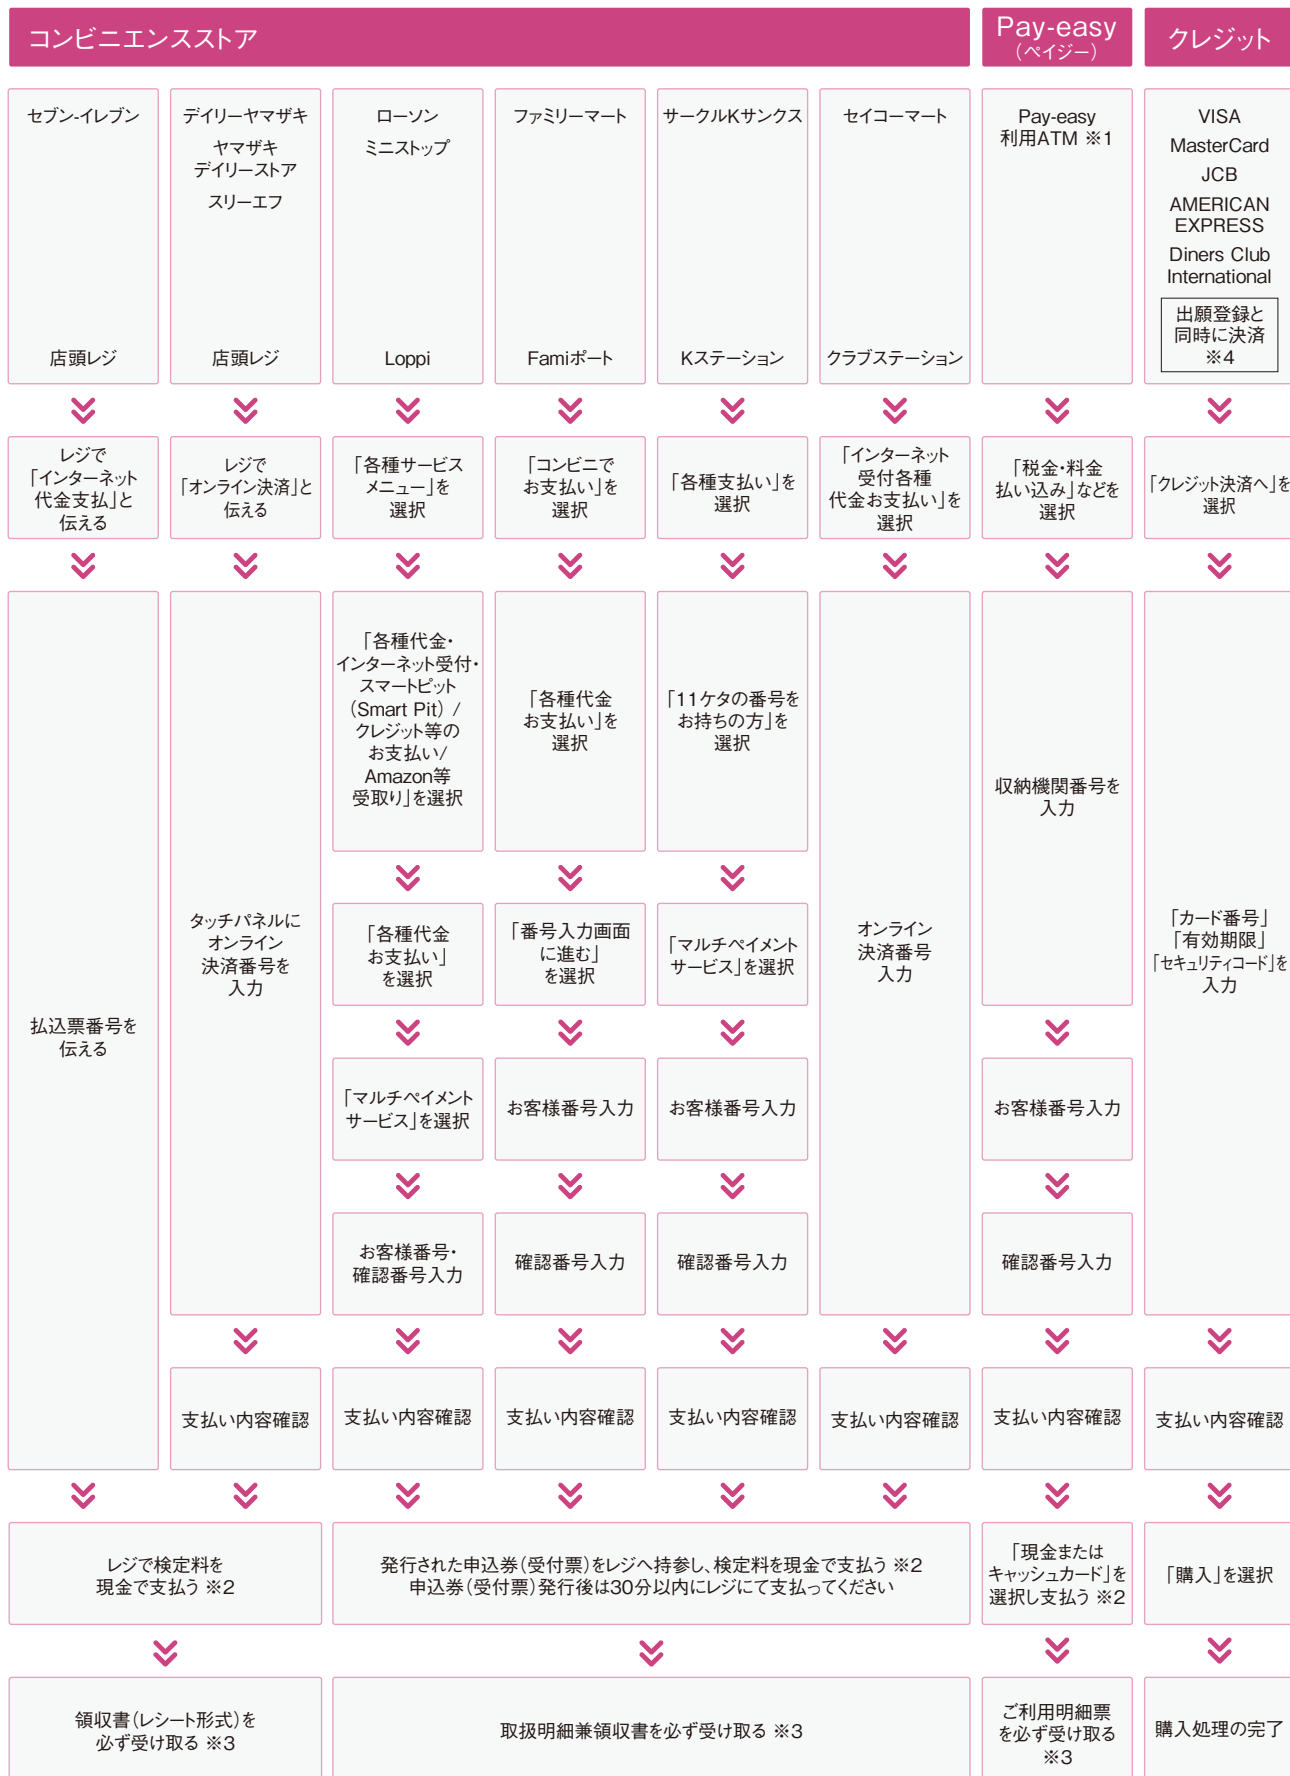 コンビニエンスストア
Pay-easy
（ペイジー）
クレジット
セブン-イレブン
店頭レジ
デイリーヤマザキ
ヤマザキ
デイリーストア
スリーエフ
店頭レジ
ローソン
ミニストップ
Loppi
ファミリーマート
Famiポート
サークルKサンクス
Kステーション
セイコーマート
クラブステーション
Pay-easy
利用ATM ※1
VISA
MasterCard
JCB
AMERICAN
EXPRESS
Diners Club
International
出願登録と
同時に決済
※4
レジで
「インターネット
代金支払」と
伝える
レジで
「オンライン決済」と
伝える
「各種サービス
メニュー」を
選択
「コンビニで
お支払い」を
選択
「各種支払い」を
選択
「インターネット
受付各種
代金お支払い」を
選択
「税金・料金
払い込み」などを
選択
「クレジット決済へ」を
選択
払込票番号を
伝える
タッチパネルに
オンライン
決済番号を
入力
「各種代金・
インターネット受付・
スマートピット
（Smart Pit）/
クレジット等の
お支払い/
Amazon等
受取り」を選択
「各種代金
お支払い」を
選択
「11ケタの番号を
お持ちの方」を
選択
オンライン
決済番号
入力
収納機関番号を
入力
「カード番号」
「有効期限」
「セキュリティコード」を
入力
「各種代金
お支払い」
を選択
「番号入力画面
に進む」
を選択
「マルチペイメント
サービス」を選択
「マルチペイメント
サービス」を選択
お客様番号入力
お客様番号入力
お客様番号入力
お客様番号・
確認番号入力
確認番号入力
確認番号入力
確認番号入力
支払い内容確認
支払い内容確認
支払い内容確認
支払い内容確認
支払い内容確認
支払い内容確認
支払い内容確認
レジで検定料を
現金で支払う ※2
発行された申込券（受付票）をレジへ持参し、検定料を現金で支払う ※2
申込券（受付票）発行後は30分以内にレジにて支払ってください
「現金または
キャッシュカード」を
選択し支払う ※2
「購入」を選択
領収書（レシート形式）を
必ず受け取る ※3
取扱明細兼領収書を必ず受け取る ※3
ご利用明細票
を必ず受け取る
※3
購入処理の完了